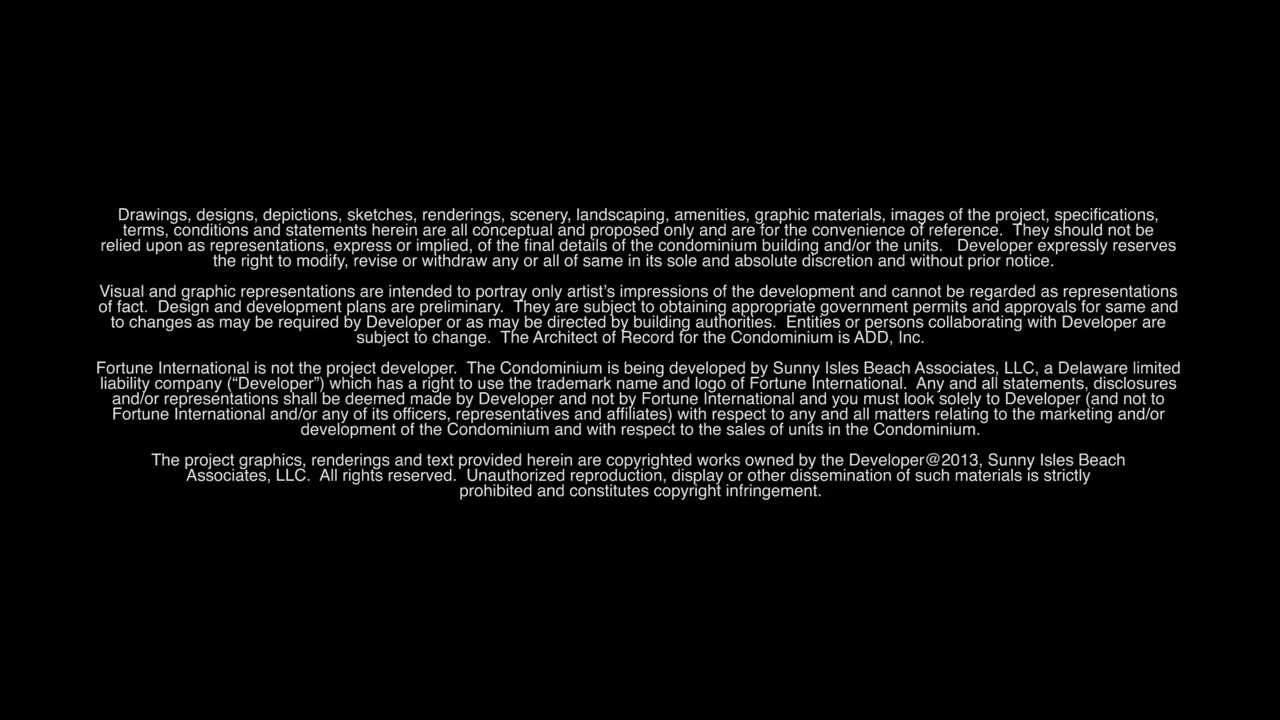 Drawings, designs, depictions, sketches, renderings, scenery, landscaping, amenities, graphic materials, images of the project, specifications,
terms, conditions and statements herein are all conceptual and proposed only and are for the convenience of reference. They should not be
relied upon as representations, express or implied, of the final details of the condominium building and/or the units. Developer expressly reserves
the right to modify, revise or withdraw any or all of same in its sole and absolute discretion and without prior notice.
Visual and graphic representations are intended to portray only artist’s impressions of the development and cannot be regarded as representations
of fact. Design and development plans are preliminary. They are subject to obtaining appropriate government permits and approvals for same and
to changes as may be required by Developer or as may be directed by building authorities. Entities or persons collaborating with Developer are
subject to change. The Architect of Record for the Condominium is ADD, Inc.
Fortune International is not the project developer. The Condominium is being developed by Sunny Isles Beach Associates, LLC, a Delaware limited
liability company (“Developer”) which has a right to use the trademark name and logo of Fortune International. Any and all statements, disclosures
and/or representations shall be deemed made by Developer and not by Fortune International and you must look solely to Developer (and not to
Fortune International and/or any of its officers, representatives and affiliates) with respect to any and all matters relating to the marketing and/or
development of the Condominium and with respect to the sales of units in the Condominium.
The project graphics, renderings and text provided herein are copyrighted works owned by the Developer@2013, Sunny Isles Beach
Associates, LLC. All rights reserved. Unauthorized reproduction, display or other dissemination of such materials is strictly
prohibited and constitutes copyright infringement.